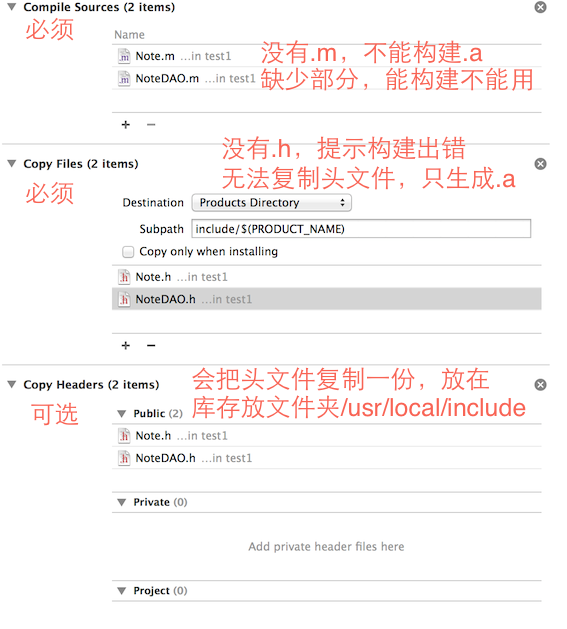 Compile Sources (2 items)
必须
Name
没有.m，不能构建.a
Note.m ...in test1
缺少部分，能构建不能用
NoteDAO.m ...in test1
没有.h，提示构建出错
Copy Files (2 items)
无法复制头文件，只生成.a
必须
Destination Products Directory
Subpath include/$(PRODUCT_NAME)
Copy only when installing
Note.h ...in test1
NoteDAO.h ...in test1
会把头文件复制一份，放在
Copy Headers (2 items)
库存放文件夹/usr/local/include
可选
Public (2)
Note.h ...in test1
NoteDAO.h ...in test1
Private (0)
Add private header files here
Project (0)